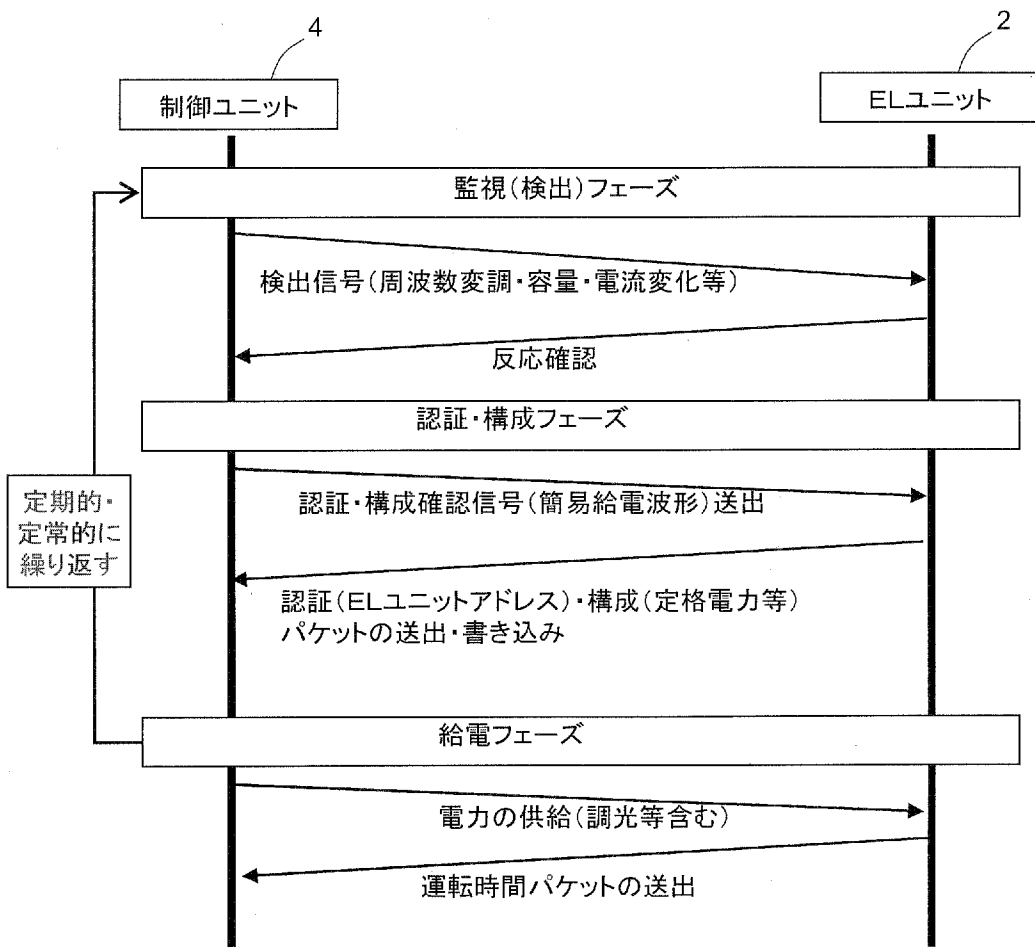 4
2
制御ユニット
ELユニット
監視(検出)フェーズ
検出信号(周波数変調・容量・電流変化等)
反応確認
認証・構成フェーズ
定期的・
定常的に
繰り返す
認証・構成確認信号(簡易給電波形)送出
認証(ELユニットアドレス)・構成(定格電力等)
パケットの送出・書き込み
給電フェーズ
電力の供給(調光等含む)
運転時間パケットの送出